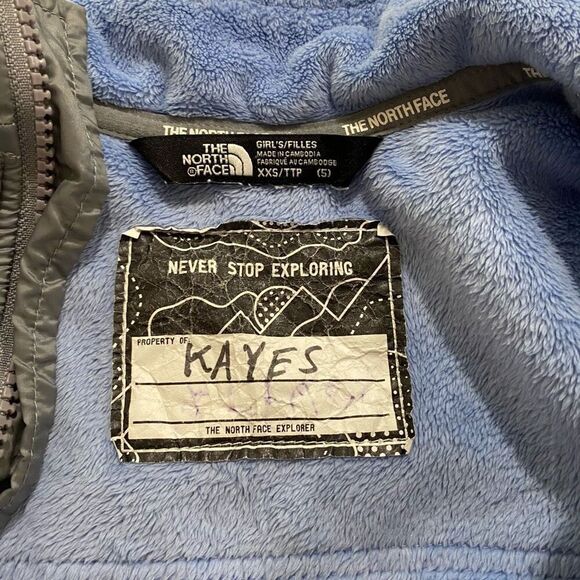 THE NORTH FACE
THE NORTH FACE
THE
NORTH
FACE
GIRL'S/FILLES
MADE IN CAMBODIA
FABRIQUÉ AU CAMBODGE
XXS/TTP (5)
NEVER STOP EXPLORING
PROPERTY OF:
KAYES
THE NORTH FACE EXPLORER